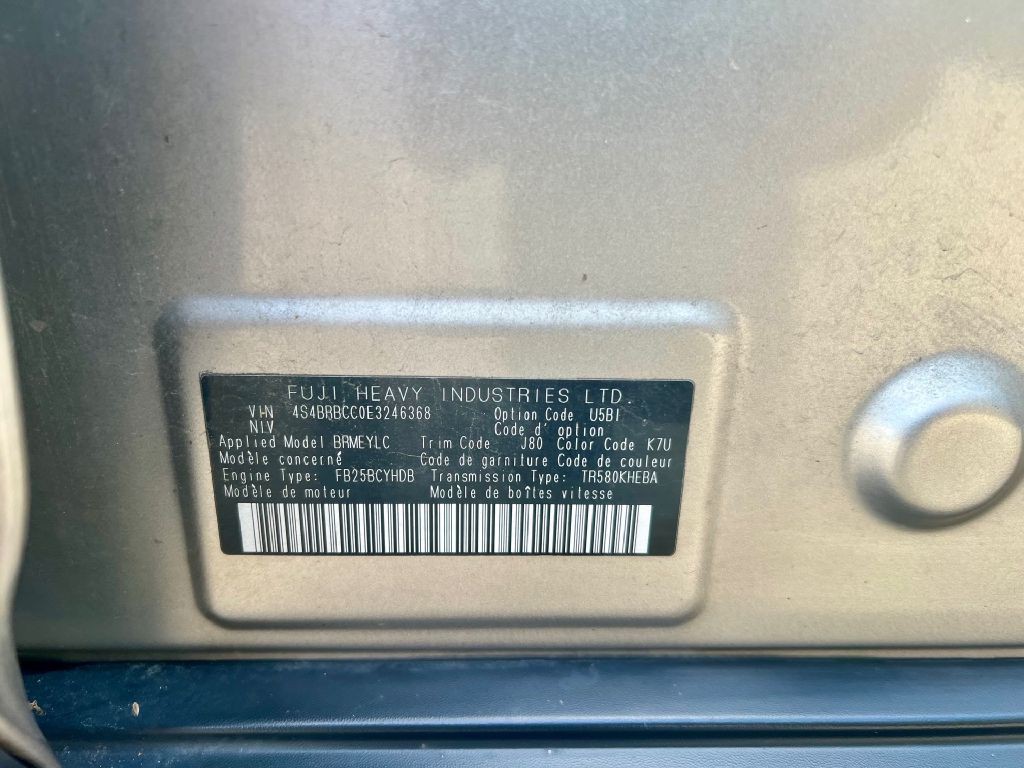 FUJI HEAVY INDUSTRIES LTD.
VIN 4S4BRBCC0E3246368 Option Code U5BI
NIV Code d' option
Applied Model BRMEYLC Trim Code J80 Color Code K7U
Modèle concerné Code de garniture Code de couleur
Engine Type: FB25BCYHDB Transmission Type: TR580KHEBA
Modèle de moteur Modèle de boîtes vitesse